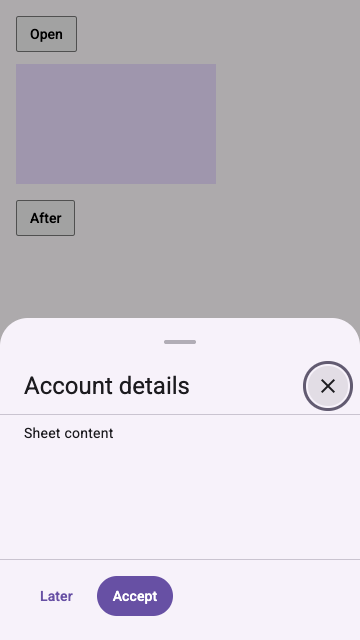 Open
After
Account details
Sheet content
Later
Accept